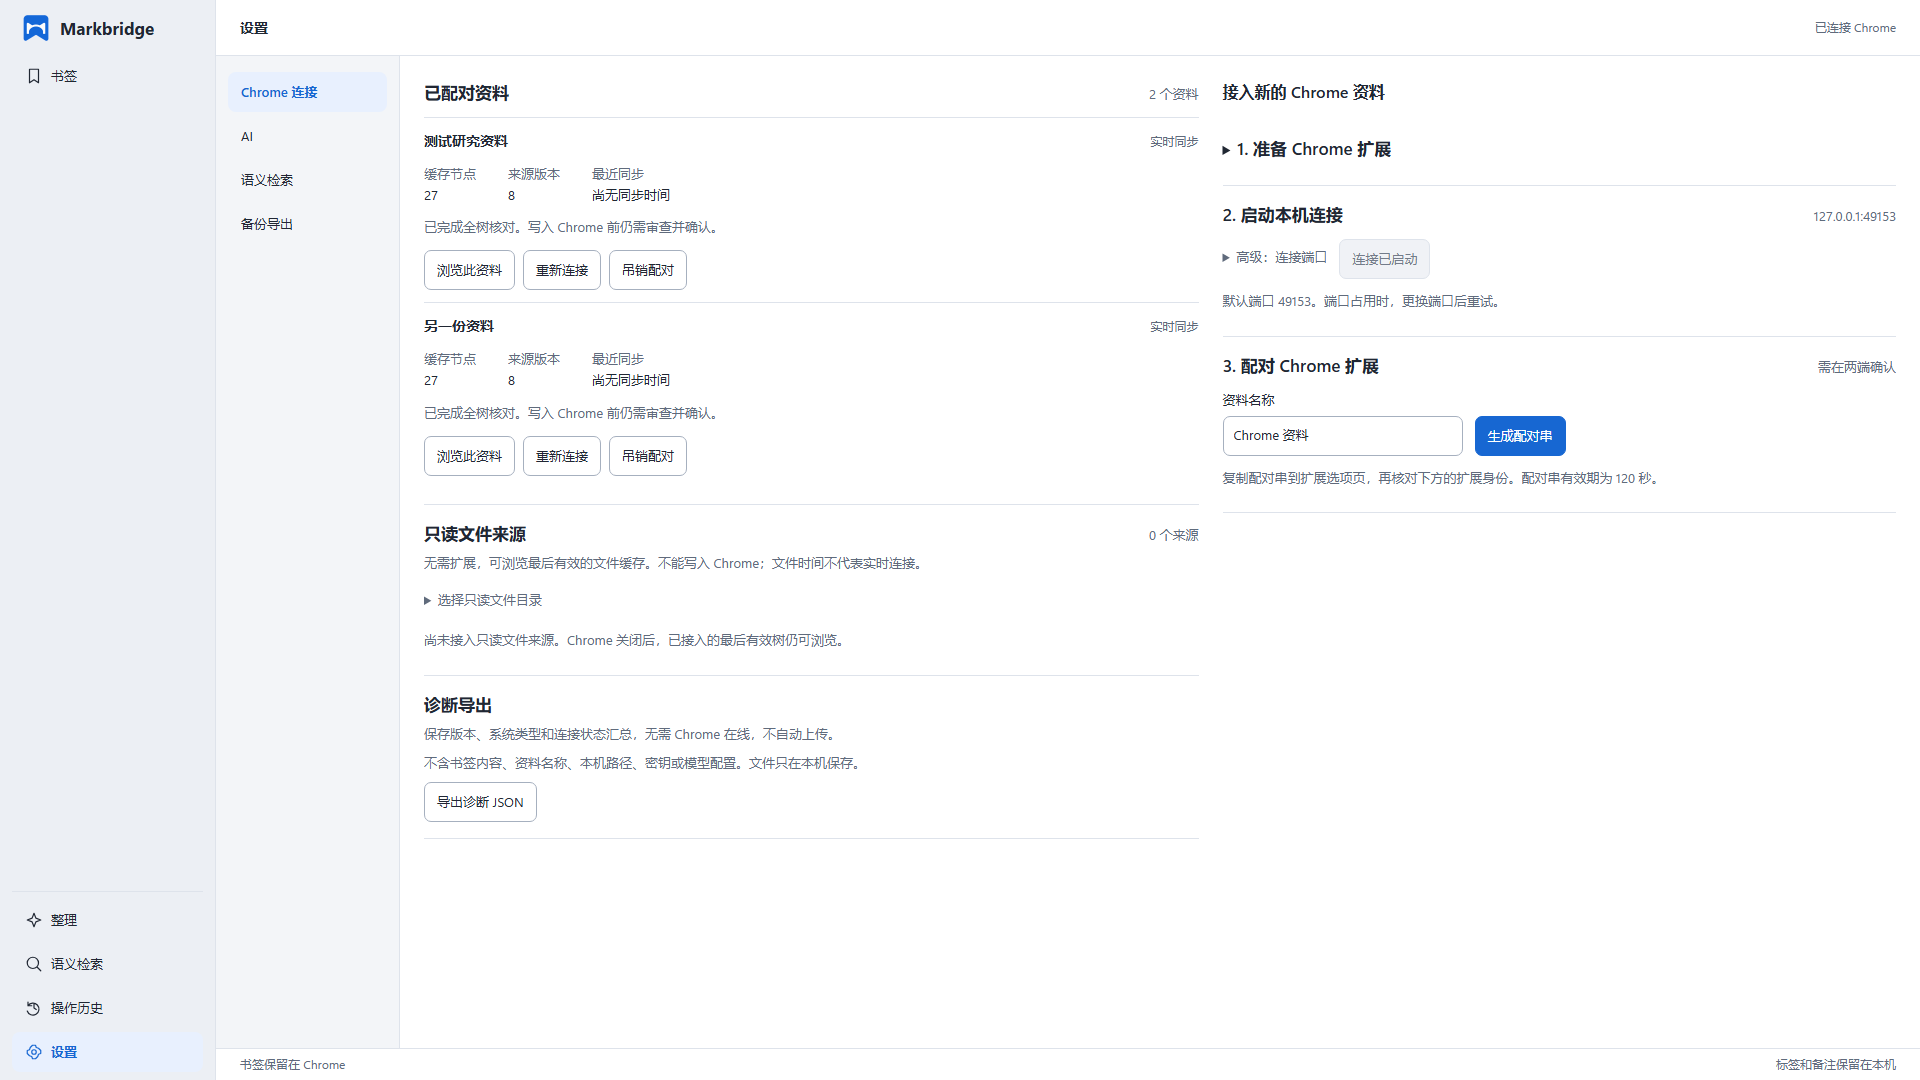 Markbridge
书签
整理
语义检索
操作历史
设置
设置
已连接 Chrome
Chrome 连接
AI
语义检索
备份导出
已配对资料
2 个资料
测试研究资料
实时同步
缓存节点 来源版本 最近同步
27 8 尚无同步时间
已完成全树核对。写入 Chrome 前仍需审查并确认。
浏览此资料 重新连接 吊销配对
另一份资料
实时同步
缓存节点 来源版本 最近同步
27 8 尚无同步时间
已完成全树核对。写入 Chrome 前仍需审查并确认。
浏览此资料 重新连接 吊销配对
只读文件来源
0 个来源
无需扩展，可浏览最后有效的文件缓存。不能写入 Chrome；文件时间不代表实时连接。
选择只读文件目录
尚未接入只读文件来源。Chrome 关闭后，已接入的最后有效树仍可浏览。
诊断导出
保存版本、系统类型和连接状态汇总，无需 Chrome 在线，不自动上传。
不含书签内容、资料名称、本机路径、密钥或模型配置。文件只在本机保存。
导出诊断 JSON
接入新的 Chrome 资料
1. 准备 Chrome 扩展
2. 启动本机连接
127.0.0.1:49153
高级：连接端口 连接已启动
默认端口 49153。端口占用时，更换端口后重试。
3. 配对 Chrome 扩展
需在两端确认
资料名称
Chrome 资料 生成配对串
复制配对串到扩展选项页，再核对下方的扩展身份。配对串有效期为 120 秒。
书签保留在 Chrome
标签和备注保留在本机